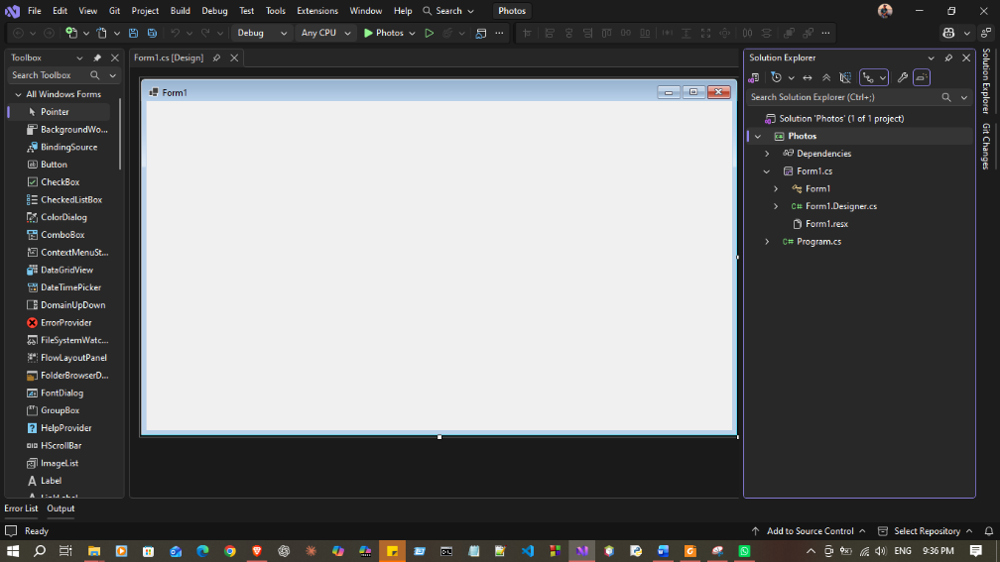 File Edit View Git Project Build Debug Test Tools Extensions Window Help Search Photos
Debug Any CPU Photos
Toolbox
Search Toolbox
All Windows Forms
Pointer
BackgroundWo...
BindingSource
Button
CheckBox
CheckedListBox
ColorDialog
ComboBox
ContextMenuSt...
DataGridView
DateTimePicker
DomainUpDown
ErrorProvider
FileSystemWatc...
FlowLayoutPanel
FolderBrowserD...
FontDialog
GroupBox
HelpProvider
HScrollBar
ImageList
Label
Form1.cs [Design]
Form1
Solution Explorer
Search Solution Explorer (Ctrl+;)
Solution 'Photos' (1 of 1 project)
Photos
Dependencies
Form1.cs
Form1
Form1.Designer.cs
Form1.resx
Program.cs
Solution Explorer
Git Changes
Error List Output
Ready
Add to Source Control Select Repository
ENG 9:36 PM